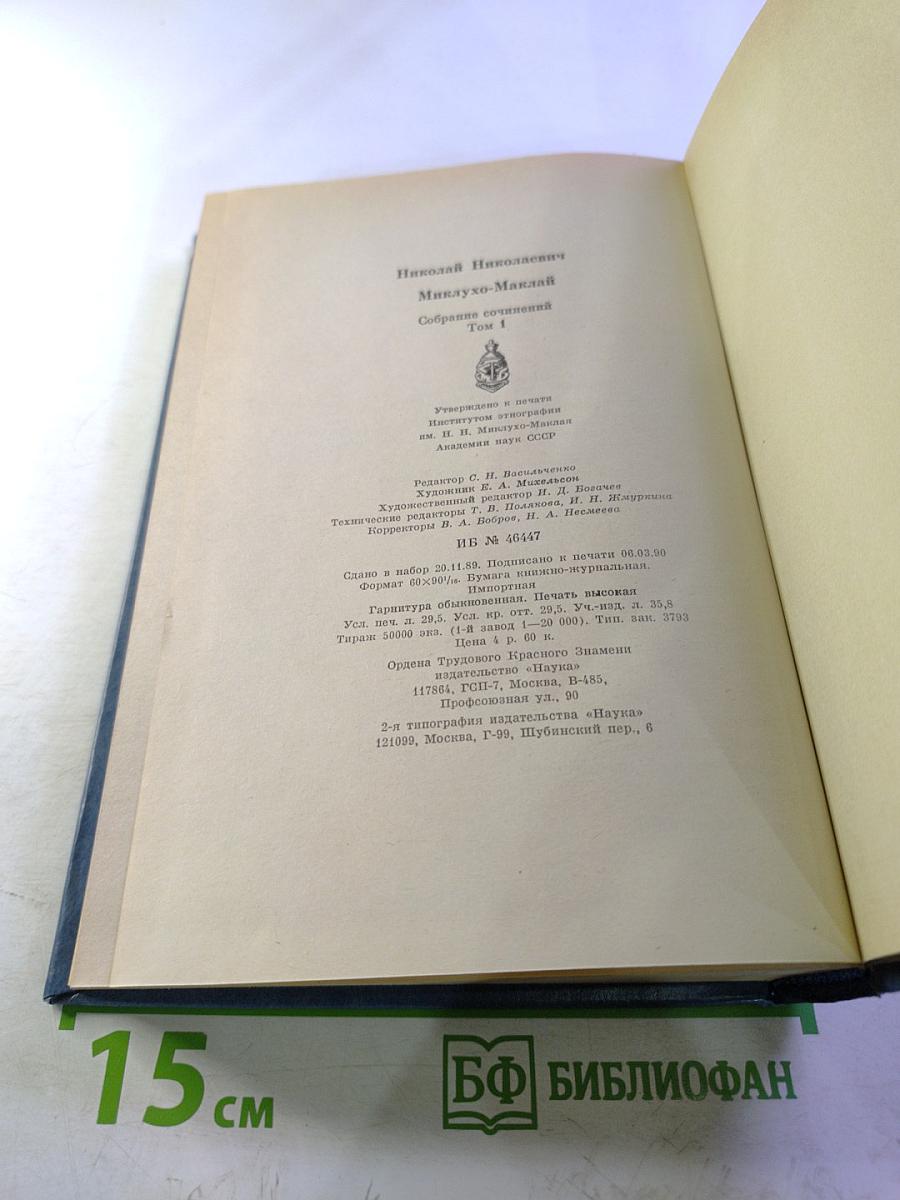 Николай Николаевич
Миклухо-Маклай
Собрание сочинений
Том 1
Утверждено к печати
Институтом этнографии
им. Н. Н. Миклухо-Маклая
Академии наук СССР
Редактор С. Н. Васильченко
Художник Е. А. Михельсон
Художественный редактор И. Д. Богачев
Технические редакторы Т. В. Полякова, И. Н. Жмуркина
Корректоры В. А. Бобров, Н. А. Несмеева
ИБ № 46447
Сдано в набор 20.11.89. Подписано к печати 06.03.90
Формат 60×90¹/₁₆. Бумага книжно-журнальная.
Импортная
Гарнитура обыкновенная. Печать высокая
Усл. печ. л. 29,5. Усл. кр. отт. 29,5. Уч.-изд. л. 35,8
Тираж 50000 экз. (1-й завод 1—20 000). Тип. зак. 3793
Цена 4 р. 60 к.
Ордена Трудового Красного Знамени
издательство «Наука»
117864, ГСП-7, Москва, В-485,
Профсоюзная ул., 90
2-я типография издательства «Наука»
121099, Москва, Г-99, Шубинский пер., 6
15 см
БФ БИБЛИОФАН